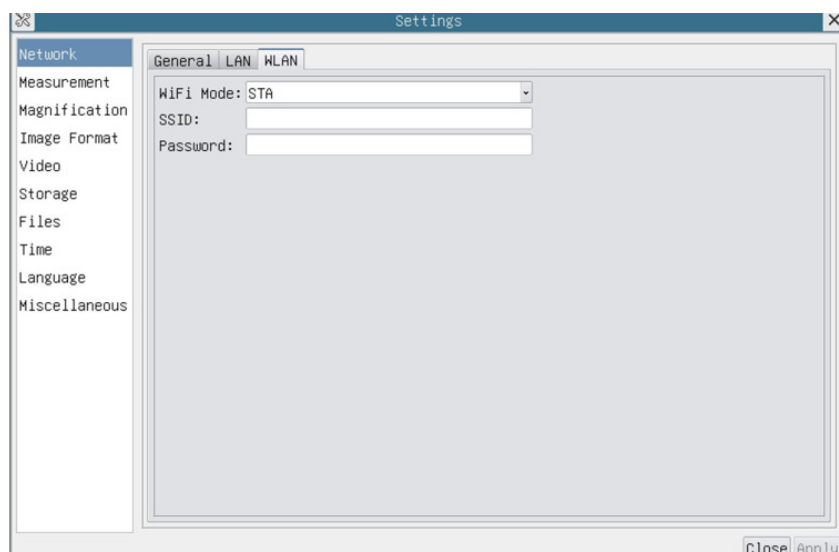 Settings
Network
Measurement
Magnification
Image Format
Video
Storage
Files
Time
Language
Miscellaneous
General LAN WLAN
WiFi Mode: STA
SSID:
Password:
Close Apply